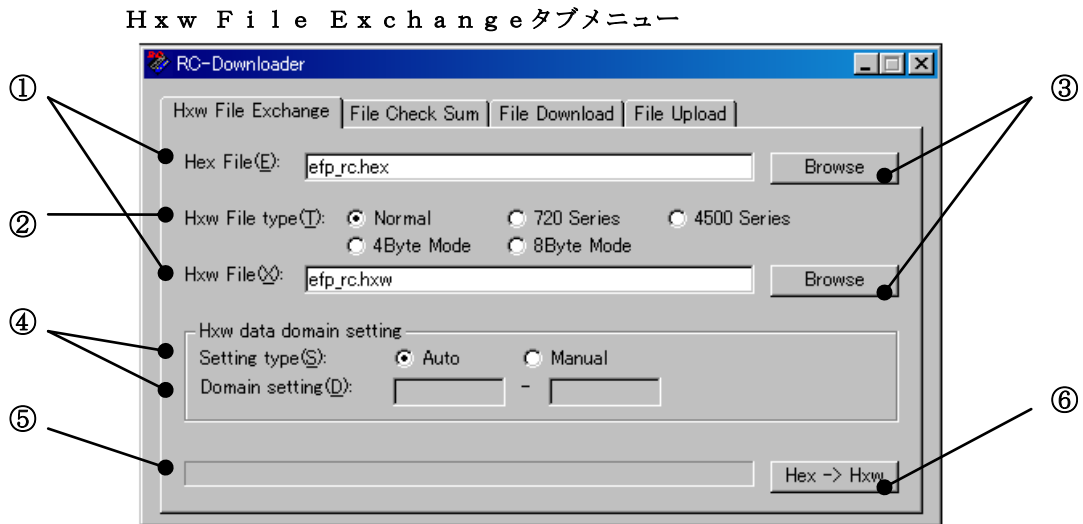 Ｈｘｗ Ｆｉｌｅ Ｅｘｃｈａｎｇｅタブメニュー
RC-Downloader
① ③
Hxw File Exchange File Check Sum File Download File Upload
Hex File(E): efp_rc.hex Browse
② Hxw File type(T): Normal 720 Series 4500 Series
4Byte Mode 8Byte Mode
Hxw File(X): efp_rc.hxw Browse
④ Hxw data domain setting
Setting type(S): Auto Manual
Domain setting(D): -
⑤ ⑥
Hex -> Hxw